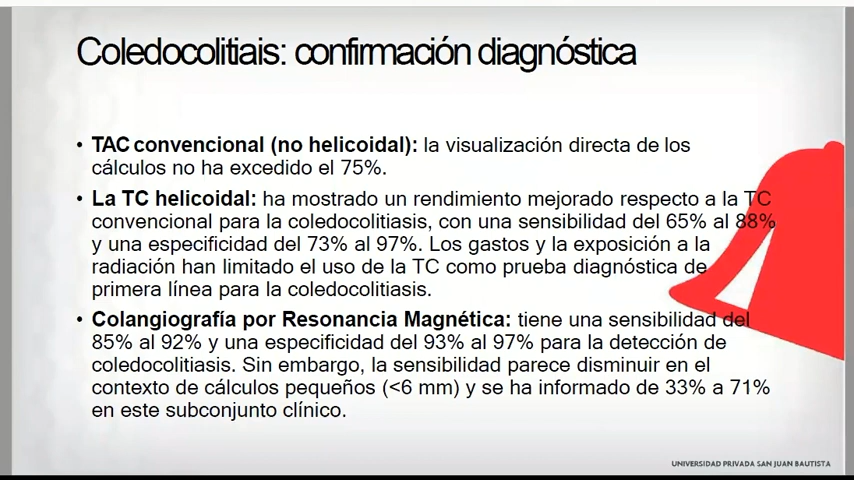 Coledocolitiais: confirmación diagnóstica
• TAC convencional (no helicoidal): la visualización directa de los
cálculos no ha excedido el 75%.
• La TC helicoidal: ha mostrado un rendimiento mejorado respecto a la TC
convencional para la coledocolitiasis, con una sensibilidad del 65% al 88%
y una especificidad del 73% al 97%. Los gastos y la exposición a la
radiación han limitado el uso de la TC como prueba diagnóstica de
primera línea para la coledocolitiasis.
• Colangiografía por Resonancia Magnética: tiene una sensibilidad del
85% al 92% y una especificidad del 93% al 97% para la detección de
coledocolitiasis. Sin embargo, la sensibilidad parece disminuir en el
contexto de cálculos pequeños (<6 mm) y se ha informado de 33% a 71%
en este subconjunto clínico.
UNIVERSIDAD PRIVADA SAN JUAN BAUTISTA